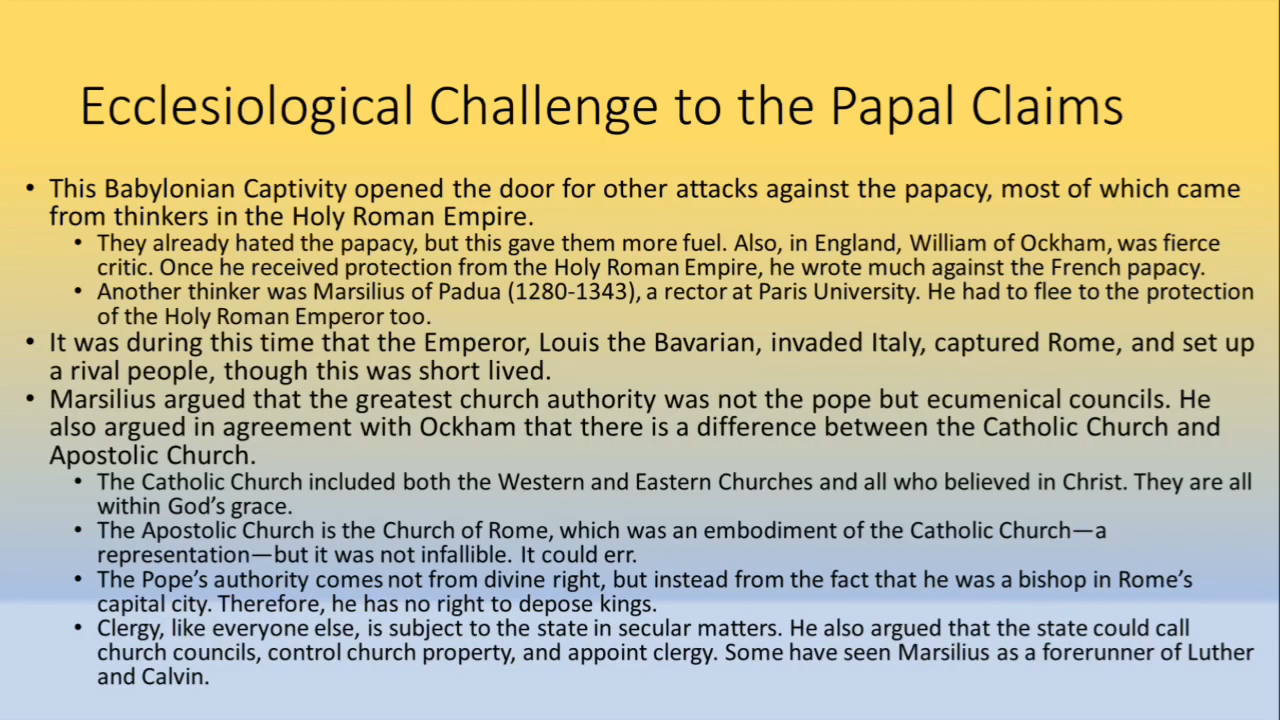 Ecclesiological Challenge to the Papal Claims
• This Babylonian Captivity opened the door for other attacks against the papacy, most of which came
from thinkers in the Holy Roman Empire.
• They already hated the papacy, but this gave them more fuel. Also, in England, William of Ockham, was fierce
critic. Once he received protection from the Holy Roman Empire, he wrote much against the French papacy.
• Another thinker was Marsilius of Padua (1280-1343), a rector at Paris University. He had to flee to the protection
of the Holy Roman Emperor too.
• It was during this time that the Emperor, Louis the Bavarian, invaded Italy, captured Rome, and set up
a rival people, though this was short lived.
• Marsilius argued that the greatest church authority was not the pope but ecumenical councils. He
also argued in agreement with Ockham that there is a difference between the Catholic Church and
Apostolic Church.
• The Catholic Church included both the Western and Eastern Churches and all who believed in Christ. They are all
within God’s grace.
• The Apostolic Church is the Church of Rome, which was an embodiment of the Catholic Church—a
representation—but it was not infallible. It could err.
• The Pope’s authority comes not from divine right, but instead from the fact that he was a bishop in Rome’s
capital city. Therefore, he has no right to depose kings.
• Clergy, like everyone else, is subject to the state in secular matters. He also argued that the state could call
church councils, control church property, and appoint clergy. Some have seen Marsilius as a forerunner of Luther
and Calvin.